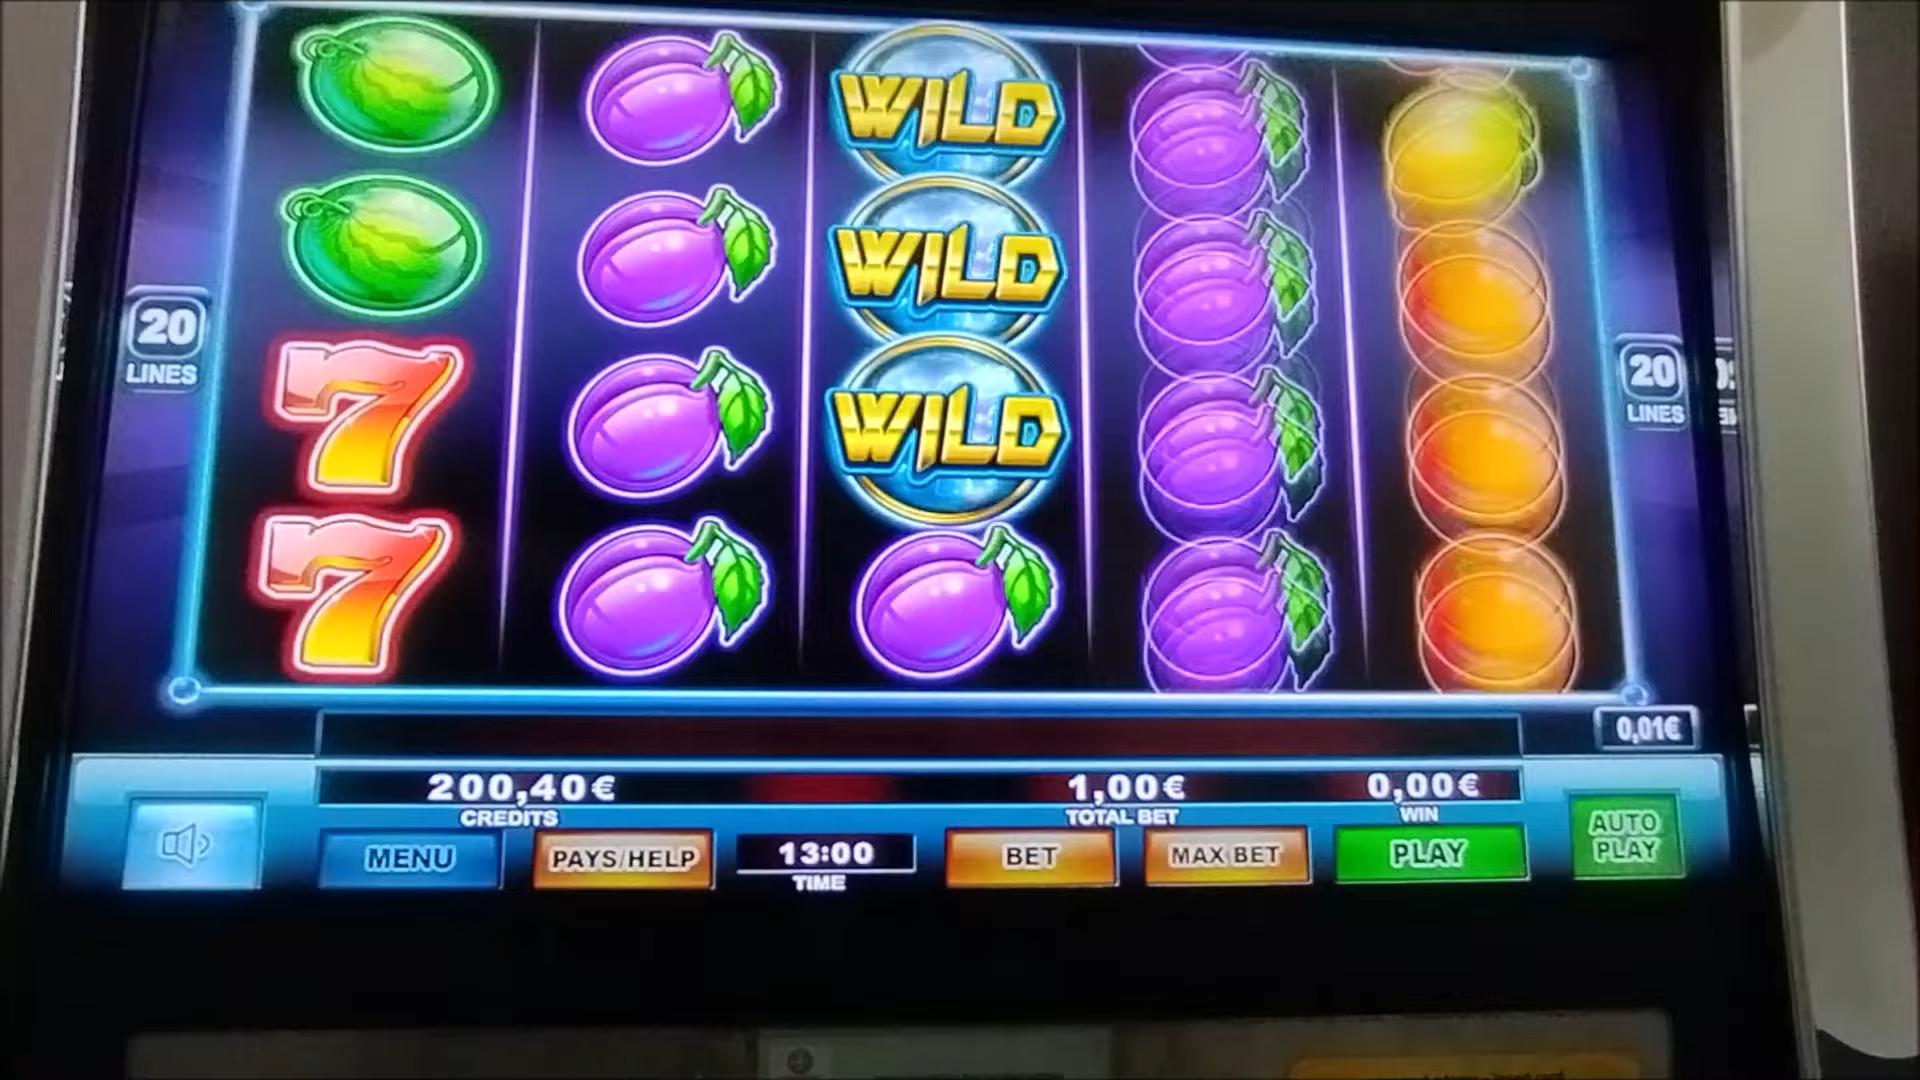 WILD
WILD
WILD
20
LINES
20
LINES
0,01€
200,40€
CREDITS
1,00€
TOTAL BET
0,00€
WIN
MENU
PAYS/HELP
13:00
TIME
BET
MAX BET
PLAY
AUTO
PLAY